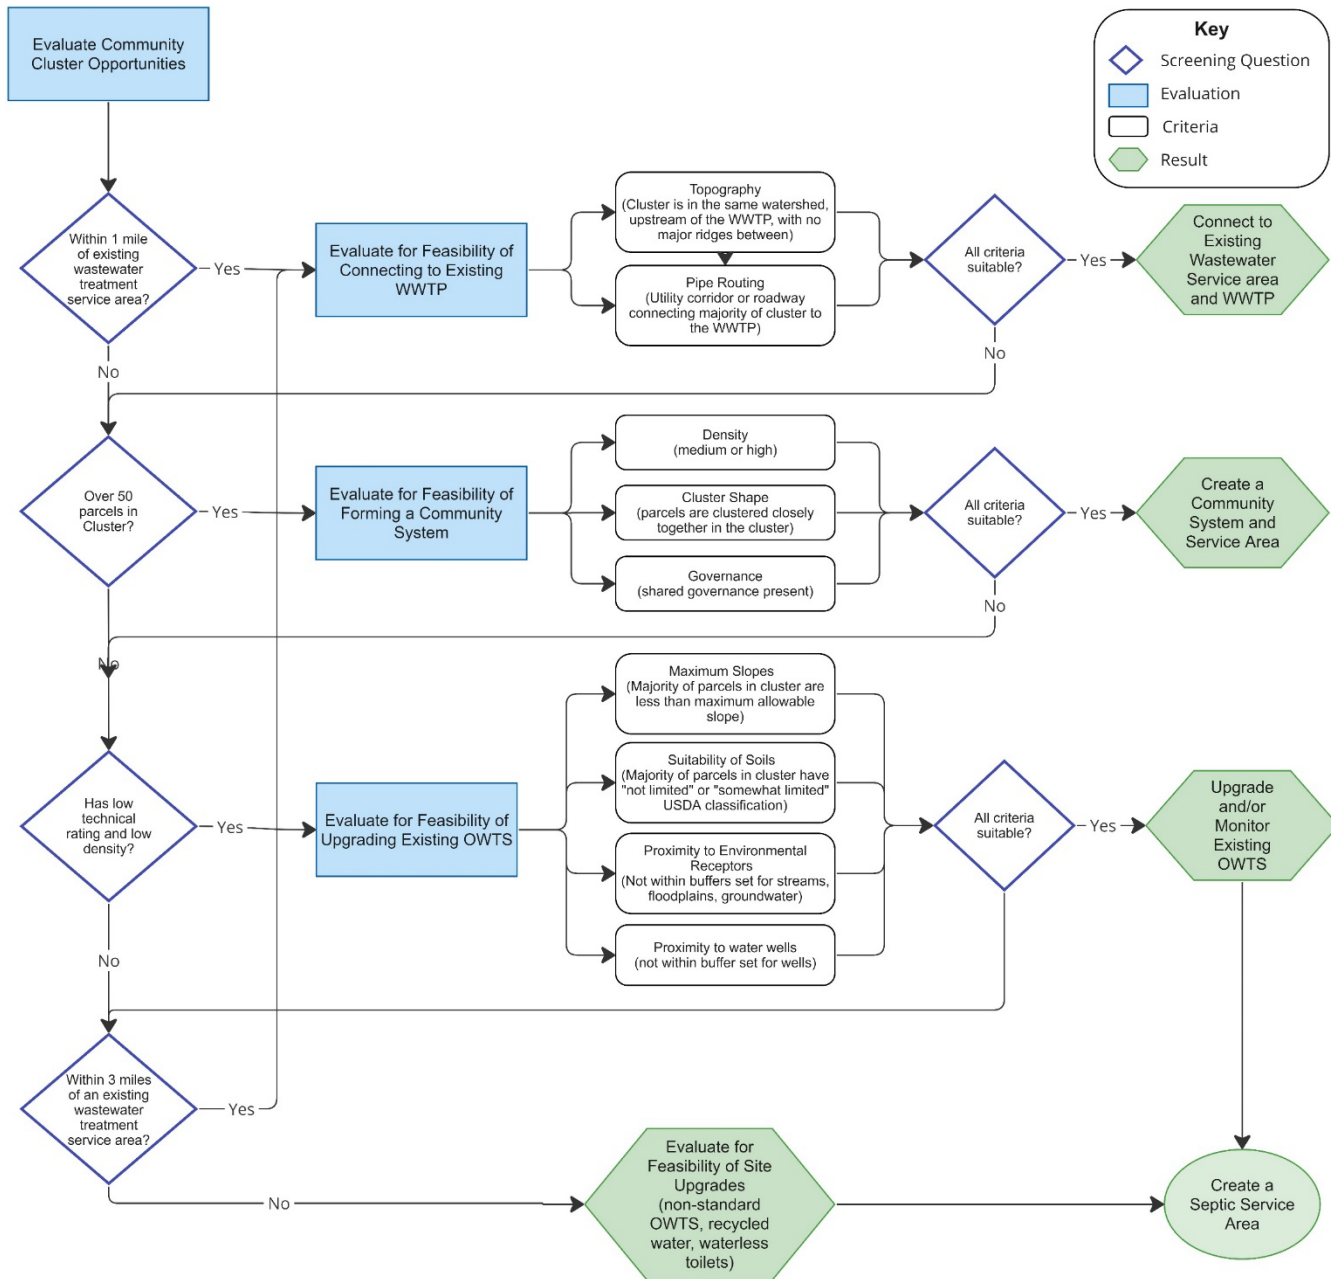 Evaluate Community
Cluster Opportunities
Key
Screening Question
Evaluation
Criteria
Result
Within 1 mile
of existing
wastewater
treatment
service area?
Yes
No
Evaluate for Feasibility of
Connecting to Existing
WWTP
Topography
(Cluster is in the same watershed,
upstream of the WWTP, with no
major ridges between)
Pipe Routing
(Utility corridor or roadway
connecting majority of cluster to
the WWTP)
All criteria
suitable?
Yes
No
Connect to
Existing
Wastewater
Service area
and WWTP
Over 50
parcels in
Cluster?
Yes
No
Evaluate for Feasibility of
Forming a Community
System
Density
(medium or high)
Cluster Shape
(parcels are clustered closely
together in the cluster)
Governance
(shared governance present)
All criteria
suitable?
Yes
No
Create a
Community
System and
Service Area
Has low
technical
rating and low
density?
Yes
No
Evaluate for Feasibility of
Upgrading Existing OWTS
Maximum Slopes
(Majority of parcels in cluster are
less than maximum allowable
slope)
Suitability of Soils
(Majority of parcels in cluster have
"not limited" or "somewhat limited"
USDA classification)
Proximity to Environmental
Receptors
(Not within buffers set for streams,
floodplains, groundwater)
Proximity to water wells
(not within buffer set for wells)
All criteria
suitable?
Yes
Upgrade
and/or
Monitor
Existing
OWTS
Within 3 miles
of an existing
wastewater
treatment
service area?
Yes
No
Evaluate for
Feasibility of Site
Upgrades
(non-standard
OWTS, recycled
water, waterless
toilets)
Create a
Septic Service
Area